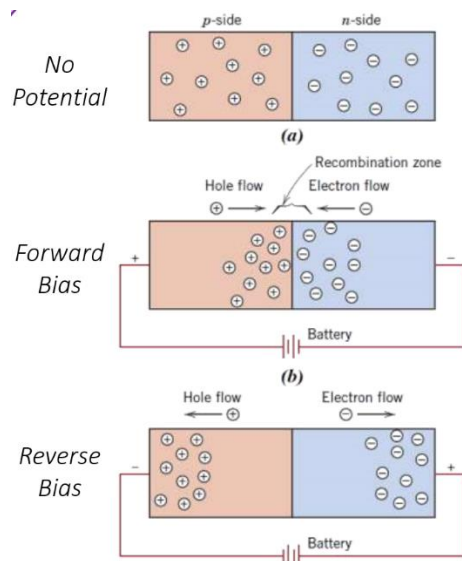 p-side n-side
No
Potential
(a)
Recombination zone
Hole flow Electron flow
Forward
Bias
+ −
Battery
(b)
Hole flow Electron flow
Reverse
Bias
− +
Battery